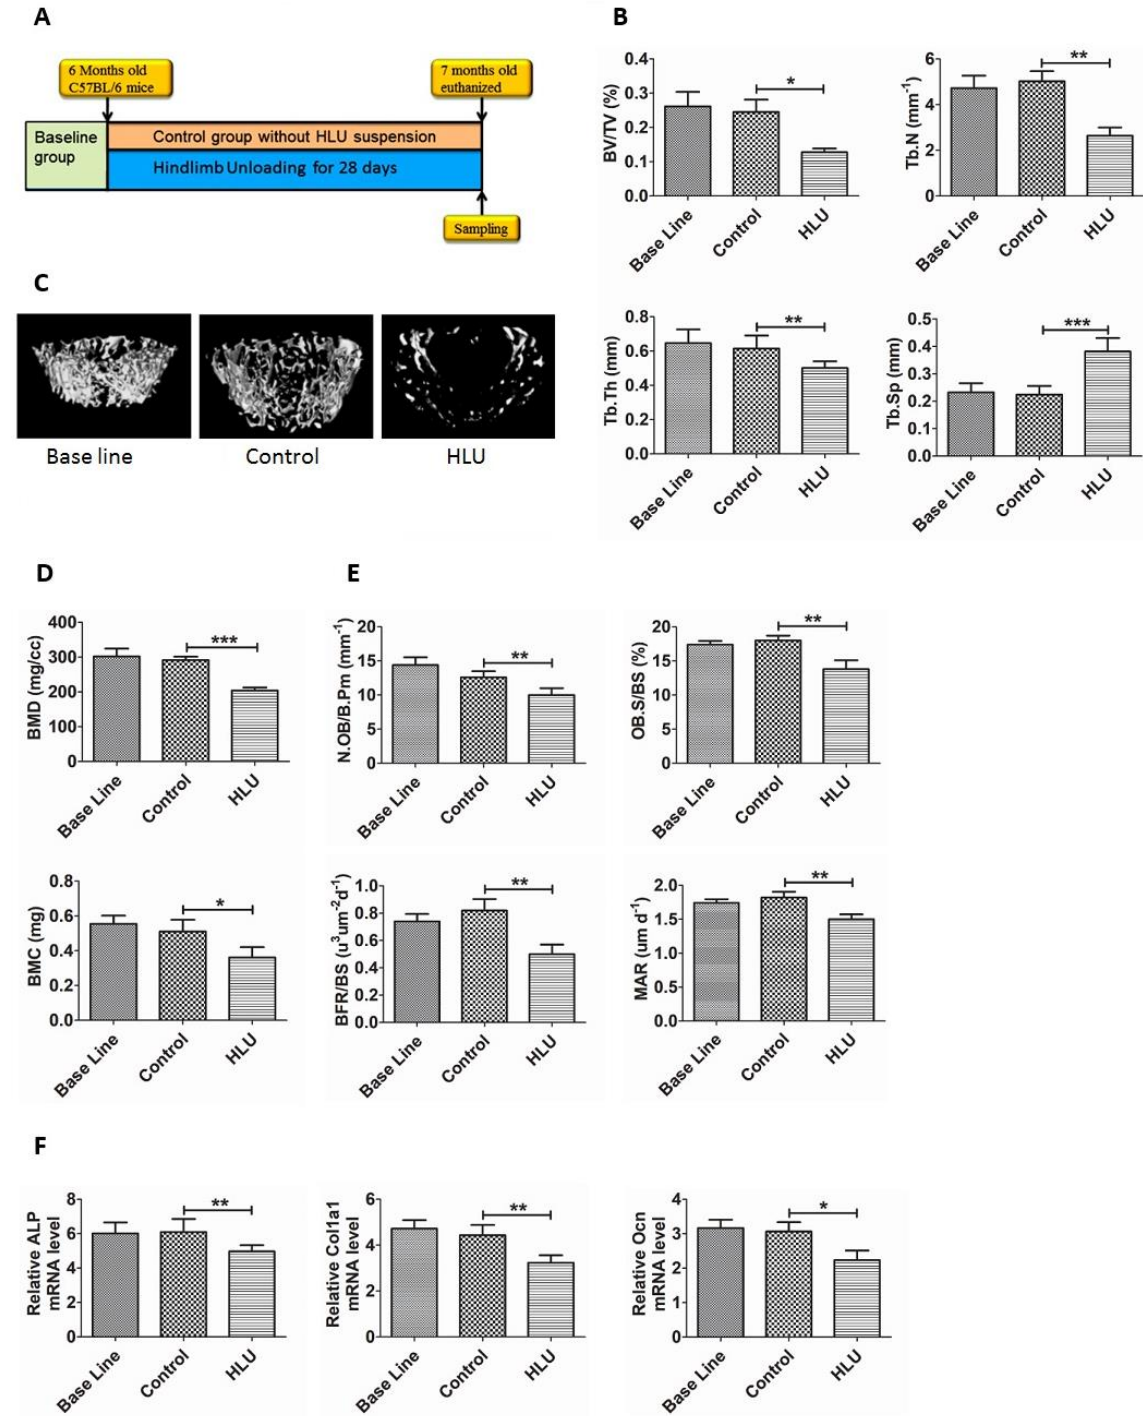 A
6 Months old
C57BL/6 mice
7 months old
euthanized
Baseline
group
Control group without HLU suspension
Hindlimb Unloading for 28 days
Sampling
B
BV/TV (%)
0.4
0.3
0.2
0.1
0.0
*
Base Line
Control
HLU
Tb.N (mm⁻¹)
6
4
2
0
**
Base Line
Control
HLU
Tb.Th (mm)
0.8
0.6
0.4
0.2
0.0
**
Base Line
Control
HLU
Tb.Sp (mm)
0.5
0.4
0.3
0.2
0.1
0.0
***
Base Line
Control
HLU
C
Base line
Control
HLU
D
BMD (mg/cc)
400
300
200
100
0
***
Base Line
Control
HLU
BMC (mg)
0.8
0.6
0.4
0.2
0.0
*
Base Line
Control
HLU
E
N.OB/B.Pm (mm⁻¹)
20
15
10
5
0
**
Base Line
Control
HLU
OB.S/BS (%)
20
15
10
5
0
**
Base Line
Control
HLU
BFR/BS (u³um⁻²d⁻¹)
1.0
0.8
0.6
0.4
0.2
0.0
**
Base Line
Control
HLU
MAR (um d⁻¹)
2.0
1.5
1.0
0.5
0.0
**
Base Line
Control
HLU
F
Relative ALP
mRNA level
8
6
4
2
0
**
Base Line
Control
HLU
Relative Col1a1
mRNA level
6
4
2
0
**
Base Line
Control
HLU
Relative Ocn
mRNA level
4
3
2
1
0
*
Base Line
Control
HLU